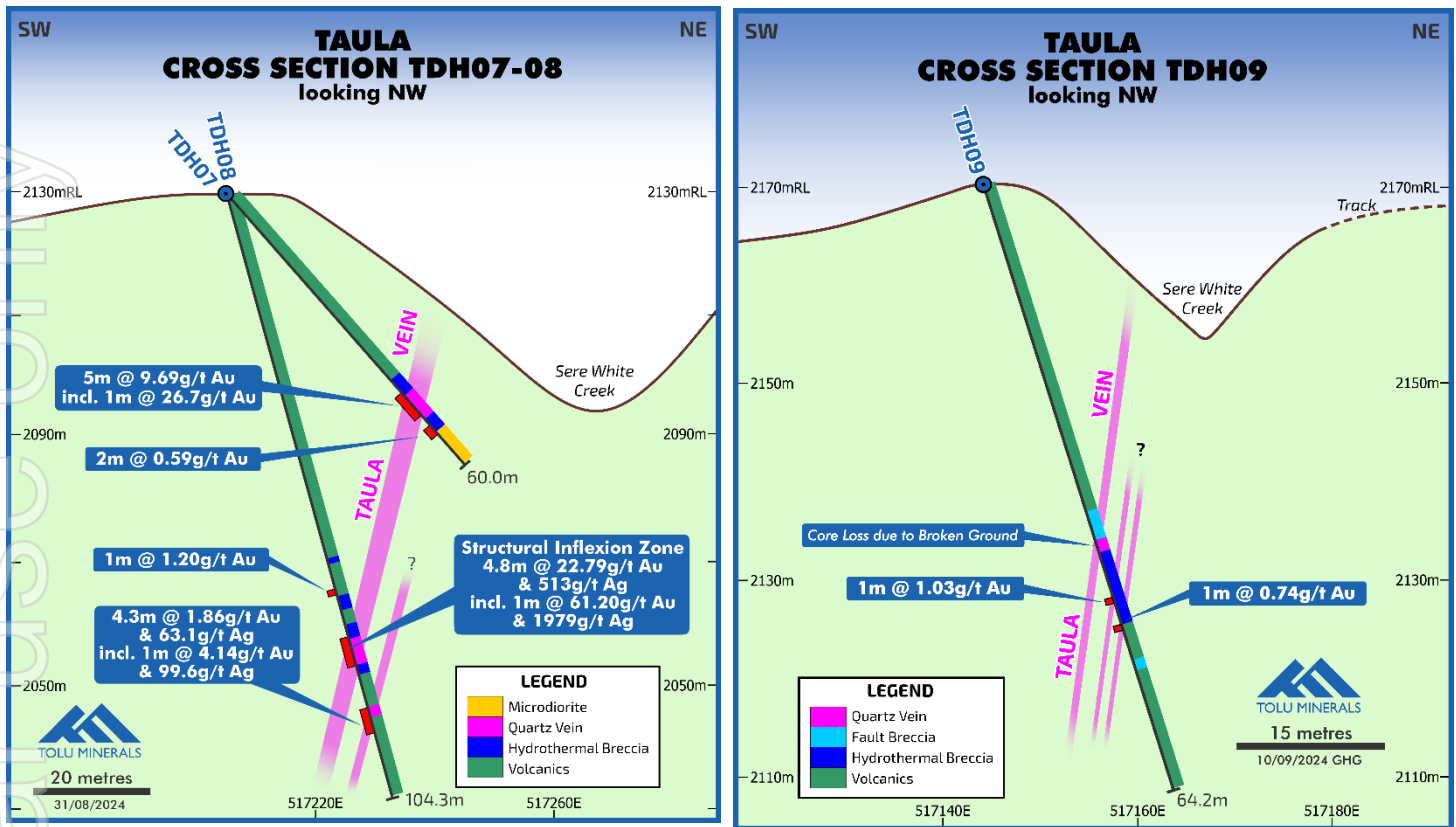 SW
NE
TAULA
CROSS SECTION TDH07-08
looking NW
TDH07
TDH08
2130mRL
2130mRL
VEIN
Sere White
Creek
5m @ 9.69g/t Au
incl. 1m @ 26.7g/t Au
2090m
2090m
2m @ 0.59g/t Au
60.0m
TAULA
1m @ 1.20g/t Au
?
Structural Inflexion Zone
4.8m @ 22.79g/t Au
& 513g/t Ag
incl. 1m @ 61.20g/t Au
& 1979g/t Ag
4.3m @ 1.86g/t Au
& 63.1g/t Ag
incl. 1m @ 4.14g/t Au
& 99.6g/t Ag
2050m
2050m
LEGEND
Microdiorite
Quartz Vein
Hydrothermal Breccia
Volcanics
TOLU MINERALS
20 metres
31/08/2024
104.3m
517220E
517260E
SW
NE
TAULA
CROSS SECTION TDH09
looking NW
TDH09
2170mRL
2170mRL
Track
Sere White
Creek
2150m
2150m
VEIN
?
Core Loss due to Broken Ground
2130m
2130m
1m @ 1.03g/t Au
1m @ 0.74g/t Au
TAULA
LEGEND
Quartz Vein
Fault Breccia
Hydrothermal Breccia
Volcanics
TOLU MINERALS
15 metres
10/09/2024 GHG
2110m
2110m
64.2m
517140E
517160E
517180E